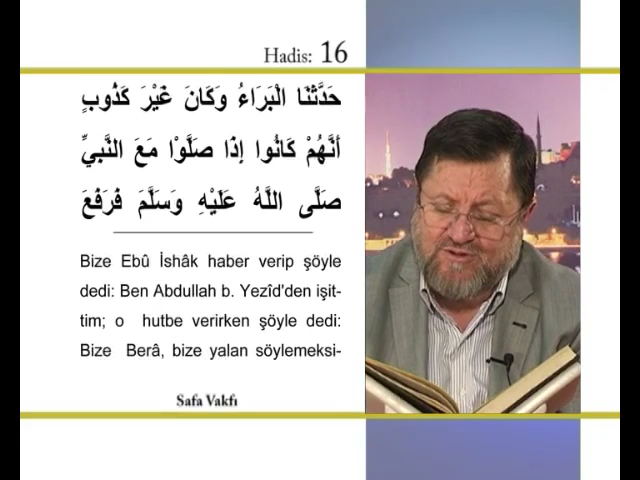 Hadis: 16
حَدَّثَنَا الْبَرَاءُ وَكَانَ غَيْرَ كَذُوبٍ
أَنَّهُمْ كَانُوا إِذَا صَلَّوْا مَعَ النَّبِيِّ
صَلَّى اللَّهُ عَلَيْهِ وَسَلَّمَ فَرَفَعَ
Bize Ebû İshâk haber verip şöyle
dedi: Ben Abdullah b. Yezîd'den işit-
tim; o hutbe verirken şöyle dedi:
Bize Berâ, bize yalan söylemeksi-
Safa Vakfı